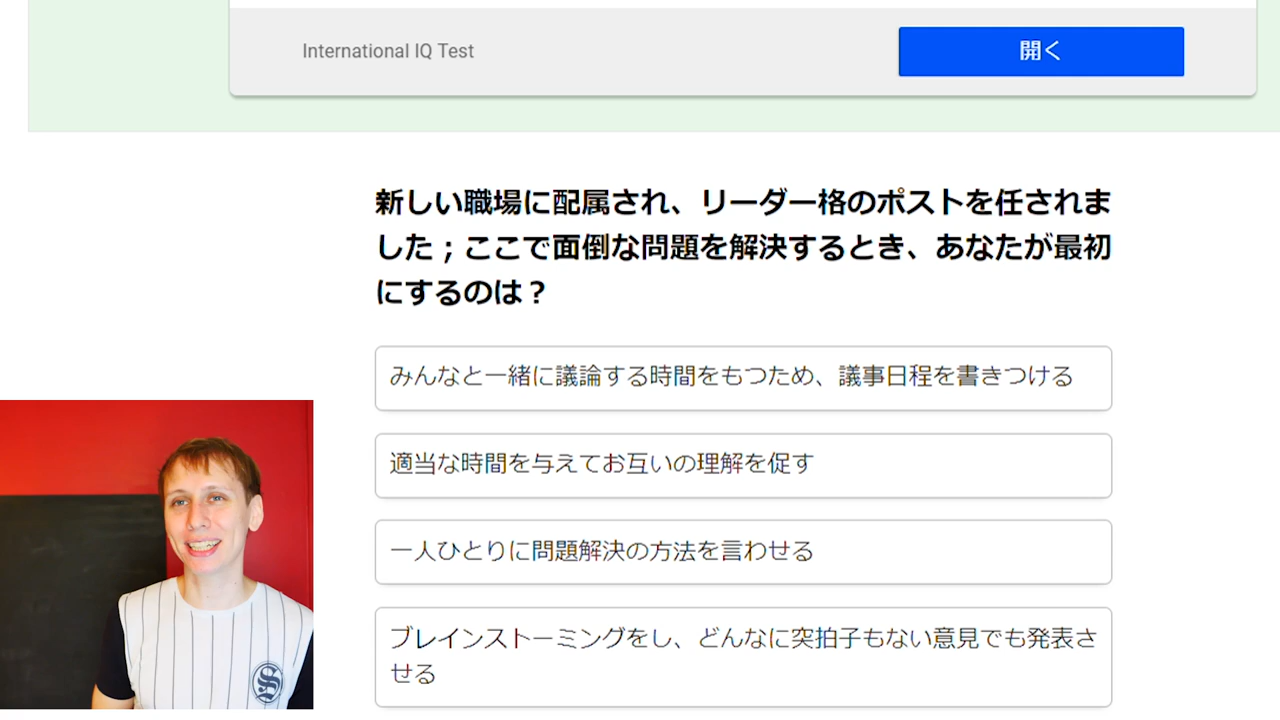 International IQ Test
開く
新しい職場に配属され、リーダー格のポストを任されま
した；ここで面倒な問題を解決するとき、あなたが最初
にするのは？
みんなと一緒に議論する時間をもつため、議事日程を書きつける
適当な時間を与えてお互いの理解を促す
一人ひとりに問題解決の方法を言わせる
ブレインストーミングをし、どんなに突拍子もない意見でも発表さ
せる
S